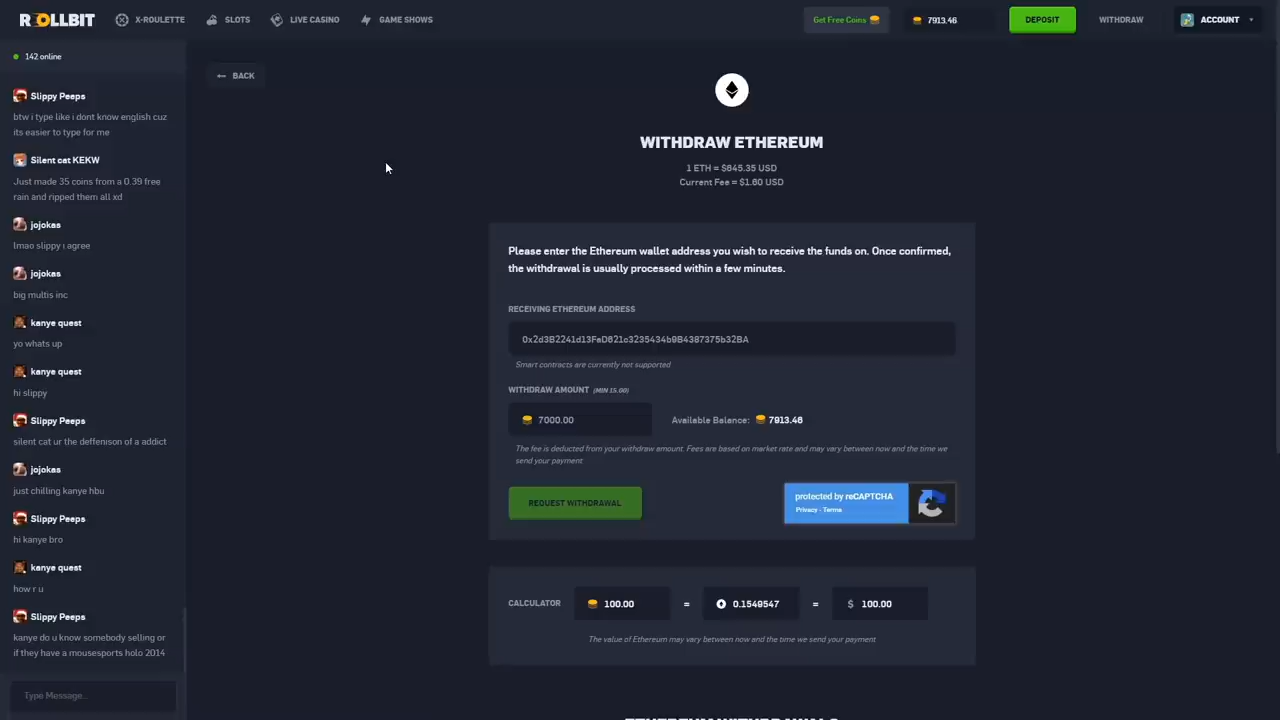 ROLLBIT
X-ROULETTE
SLOTS
LIVE CASINO
GAME SHOWS
Get Free Coins
7913.46
DEPOSIT
WITHDRAW
ACCOUNT
142 online
Slippy Peeps
btw i type like i dont know english cuz
its easier to type for me
Silent cat KEKW
Just made 35 coins from a 0.39 free
rain and ripped them all xd
jojokas
lmao slippy i agree
jojokas
big multis inc
kanye quest
yo whats up
kanye quest
hi slippy
Slippy Peeps
silent cat ur the deffenison of a addict
jojokas
just chilling kanye hbu
Slippy Peeps
hi kanye bro
kanye quest
how r u
Slippy Peeps
kanye do u know somebody selling or
if they have a mousesports holo 2014
Type Message...
← BACK
WITHDRAW ETHEREUM
1 ETH = $645.35 USD
Current Fee = $1.60 USD
Please enter the Ethereum wallet address you wish to receive the funds on. Once confirmed,
the withdrawal is usually processed within a few minutes.
RECEIVING ETHEREUM ADDRESS
0x2d3B2241d13FeD621c3235434b9B4387375b32BA
Smart contracts are currently not supported
WITHDRAW AMOUNT (MIN 15.00)
7000.00
Available Balance: 7913.46
The fee is deducted from your withdraw amount. Fees are based on market rate and may vary between now and the time we
send your payment
REQUEST WITHDRAWAL
protected by reCAPTCHA
Privacy - Terms
CALCULATOR
100.00
=
0.1549547
=
$ 100.00
The value of Ethereum may vary between now and the time we send your payment
ETHEREUM WITHDRAWALS